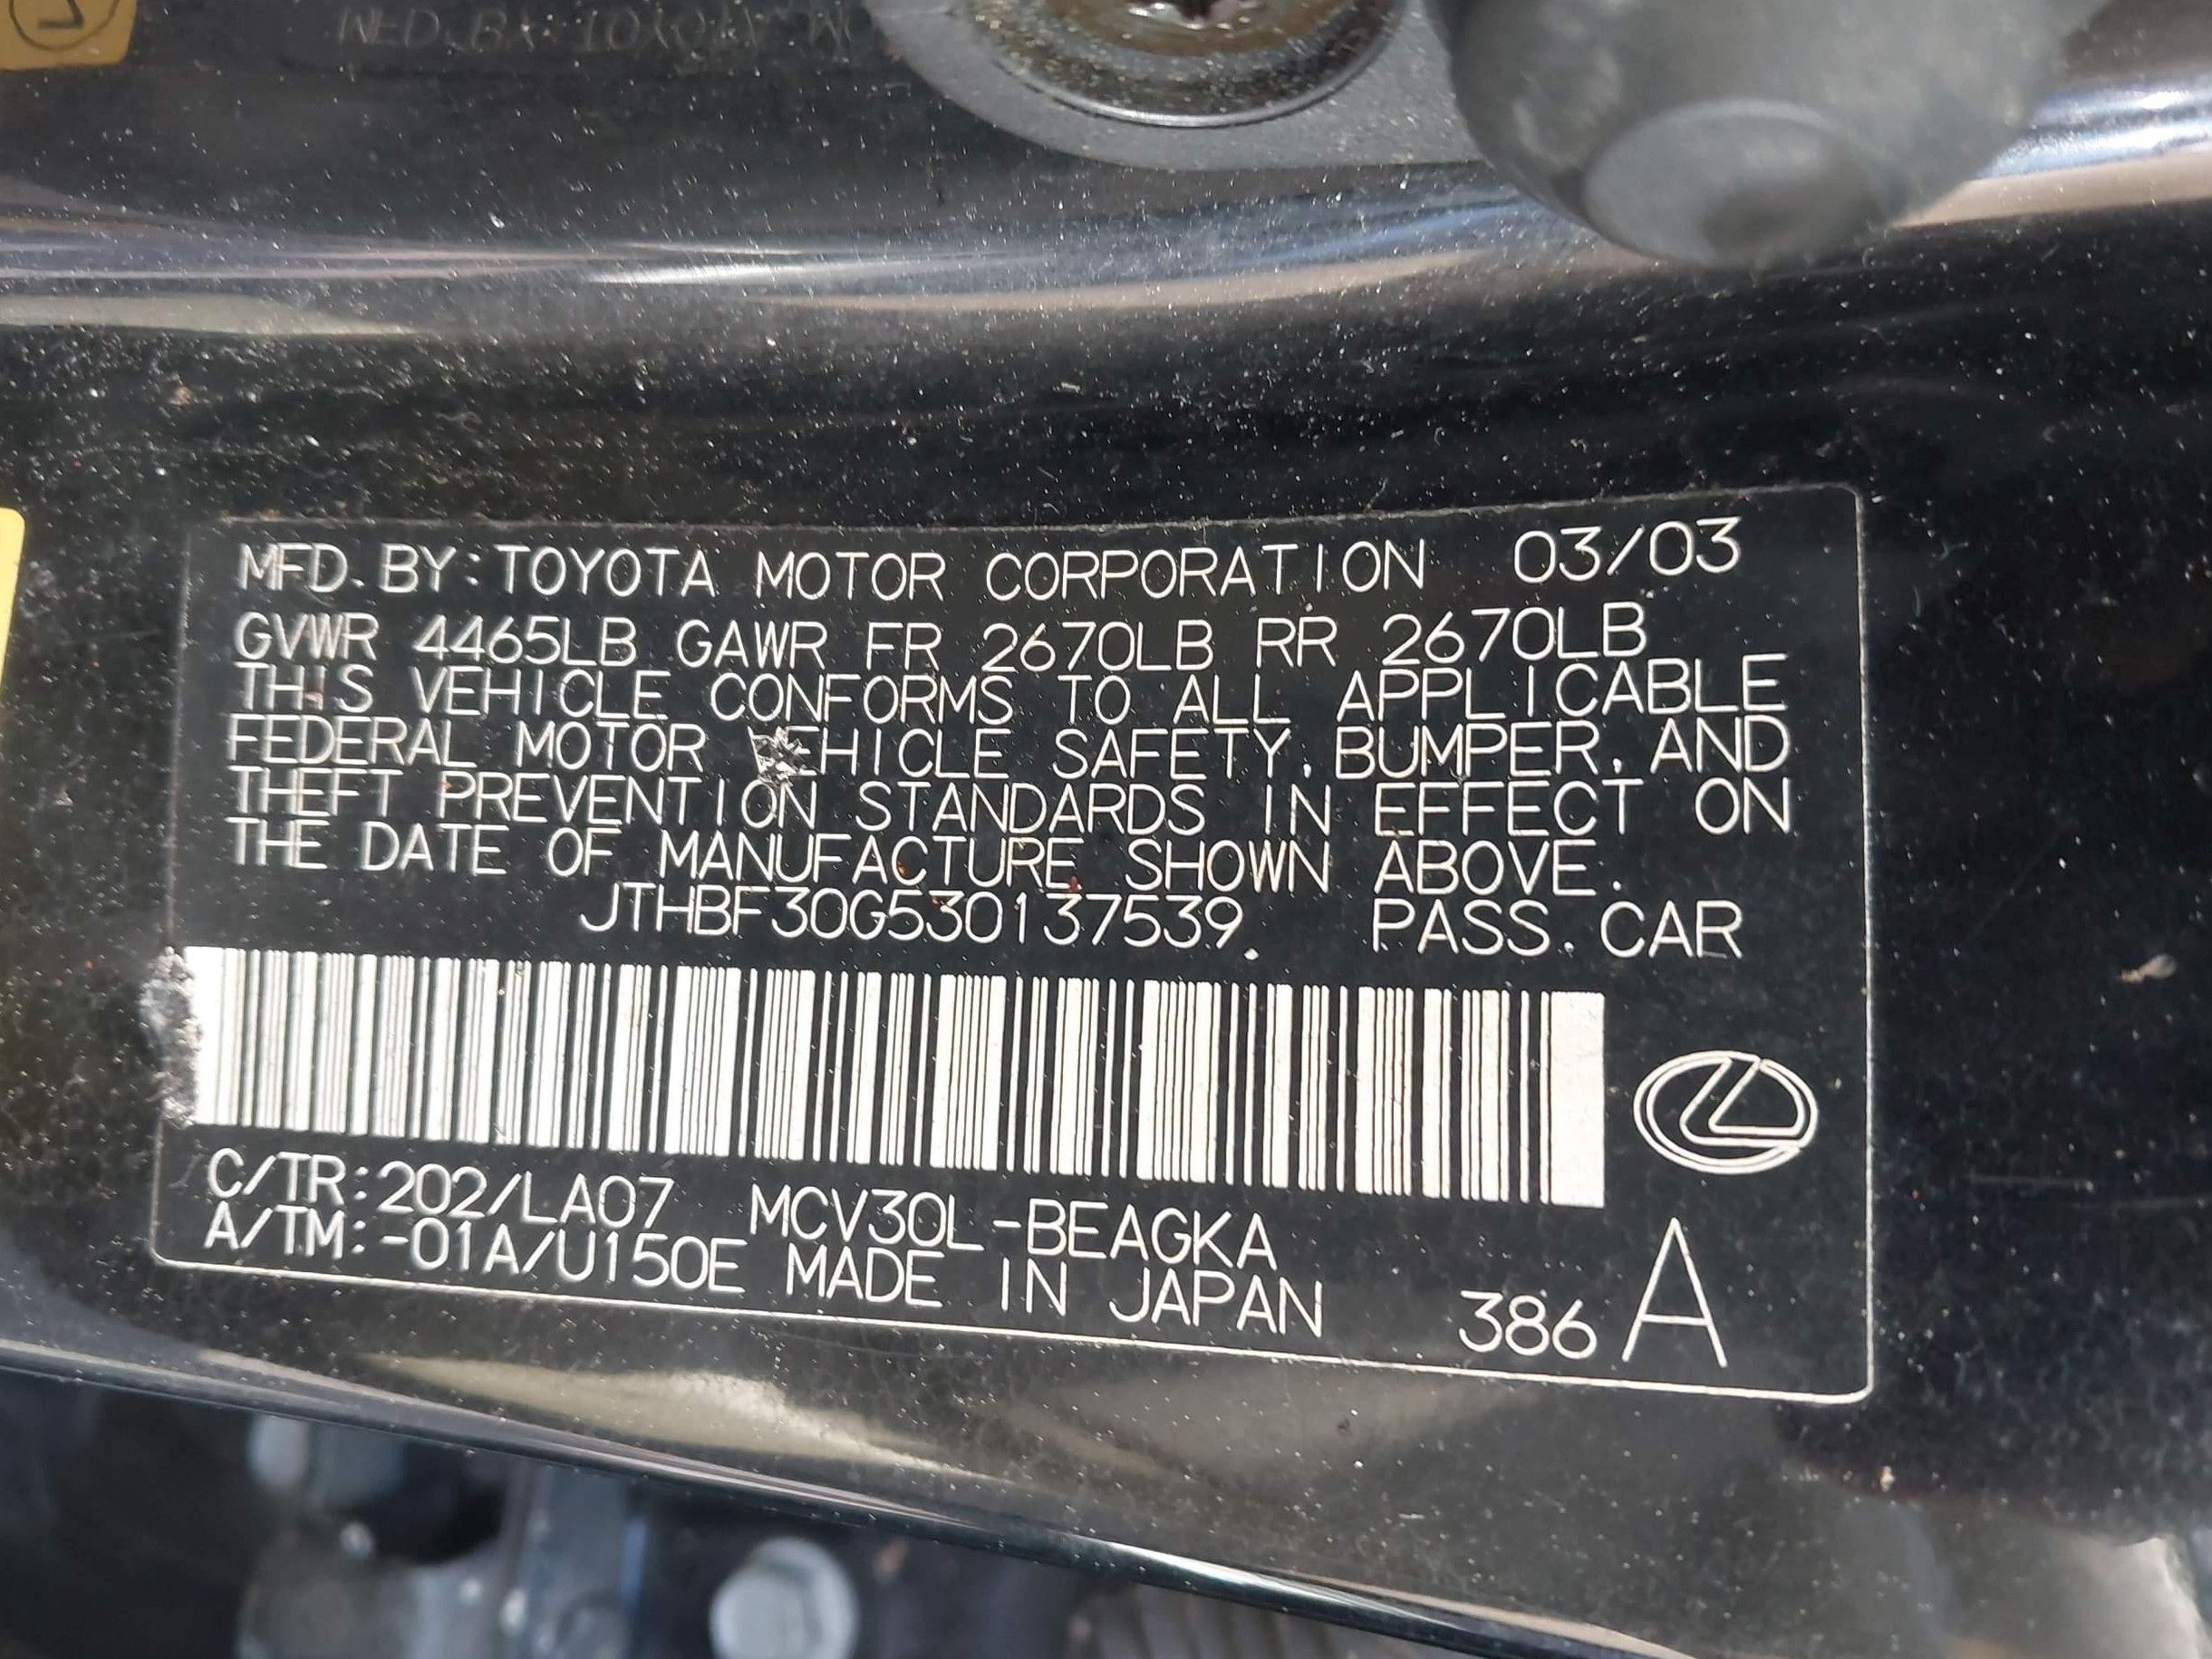 MFD. BY: TOYOTA MOTOR CORPORATION 03/03
GVWR 4465LB GAWR FR 2670LB RR 2670LB
THIS VEHICLE CONFORMS TO ALL APPLICABLE
FEDERAL MOTOR VEHICLE SAFETY, BUMPER, AND
THEFT PREVENTION STANDARDS IN EFFECT ON
THE DATE OF MANUFACTURE SHOWN ABOVE.
JTHBF30G530137539 PASS. CAR
C/TR: 202/LA07 MCV30L-BEAGKA
A/TM: -01A/U150E MADE IN JAPAN 386 A